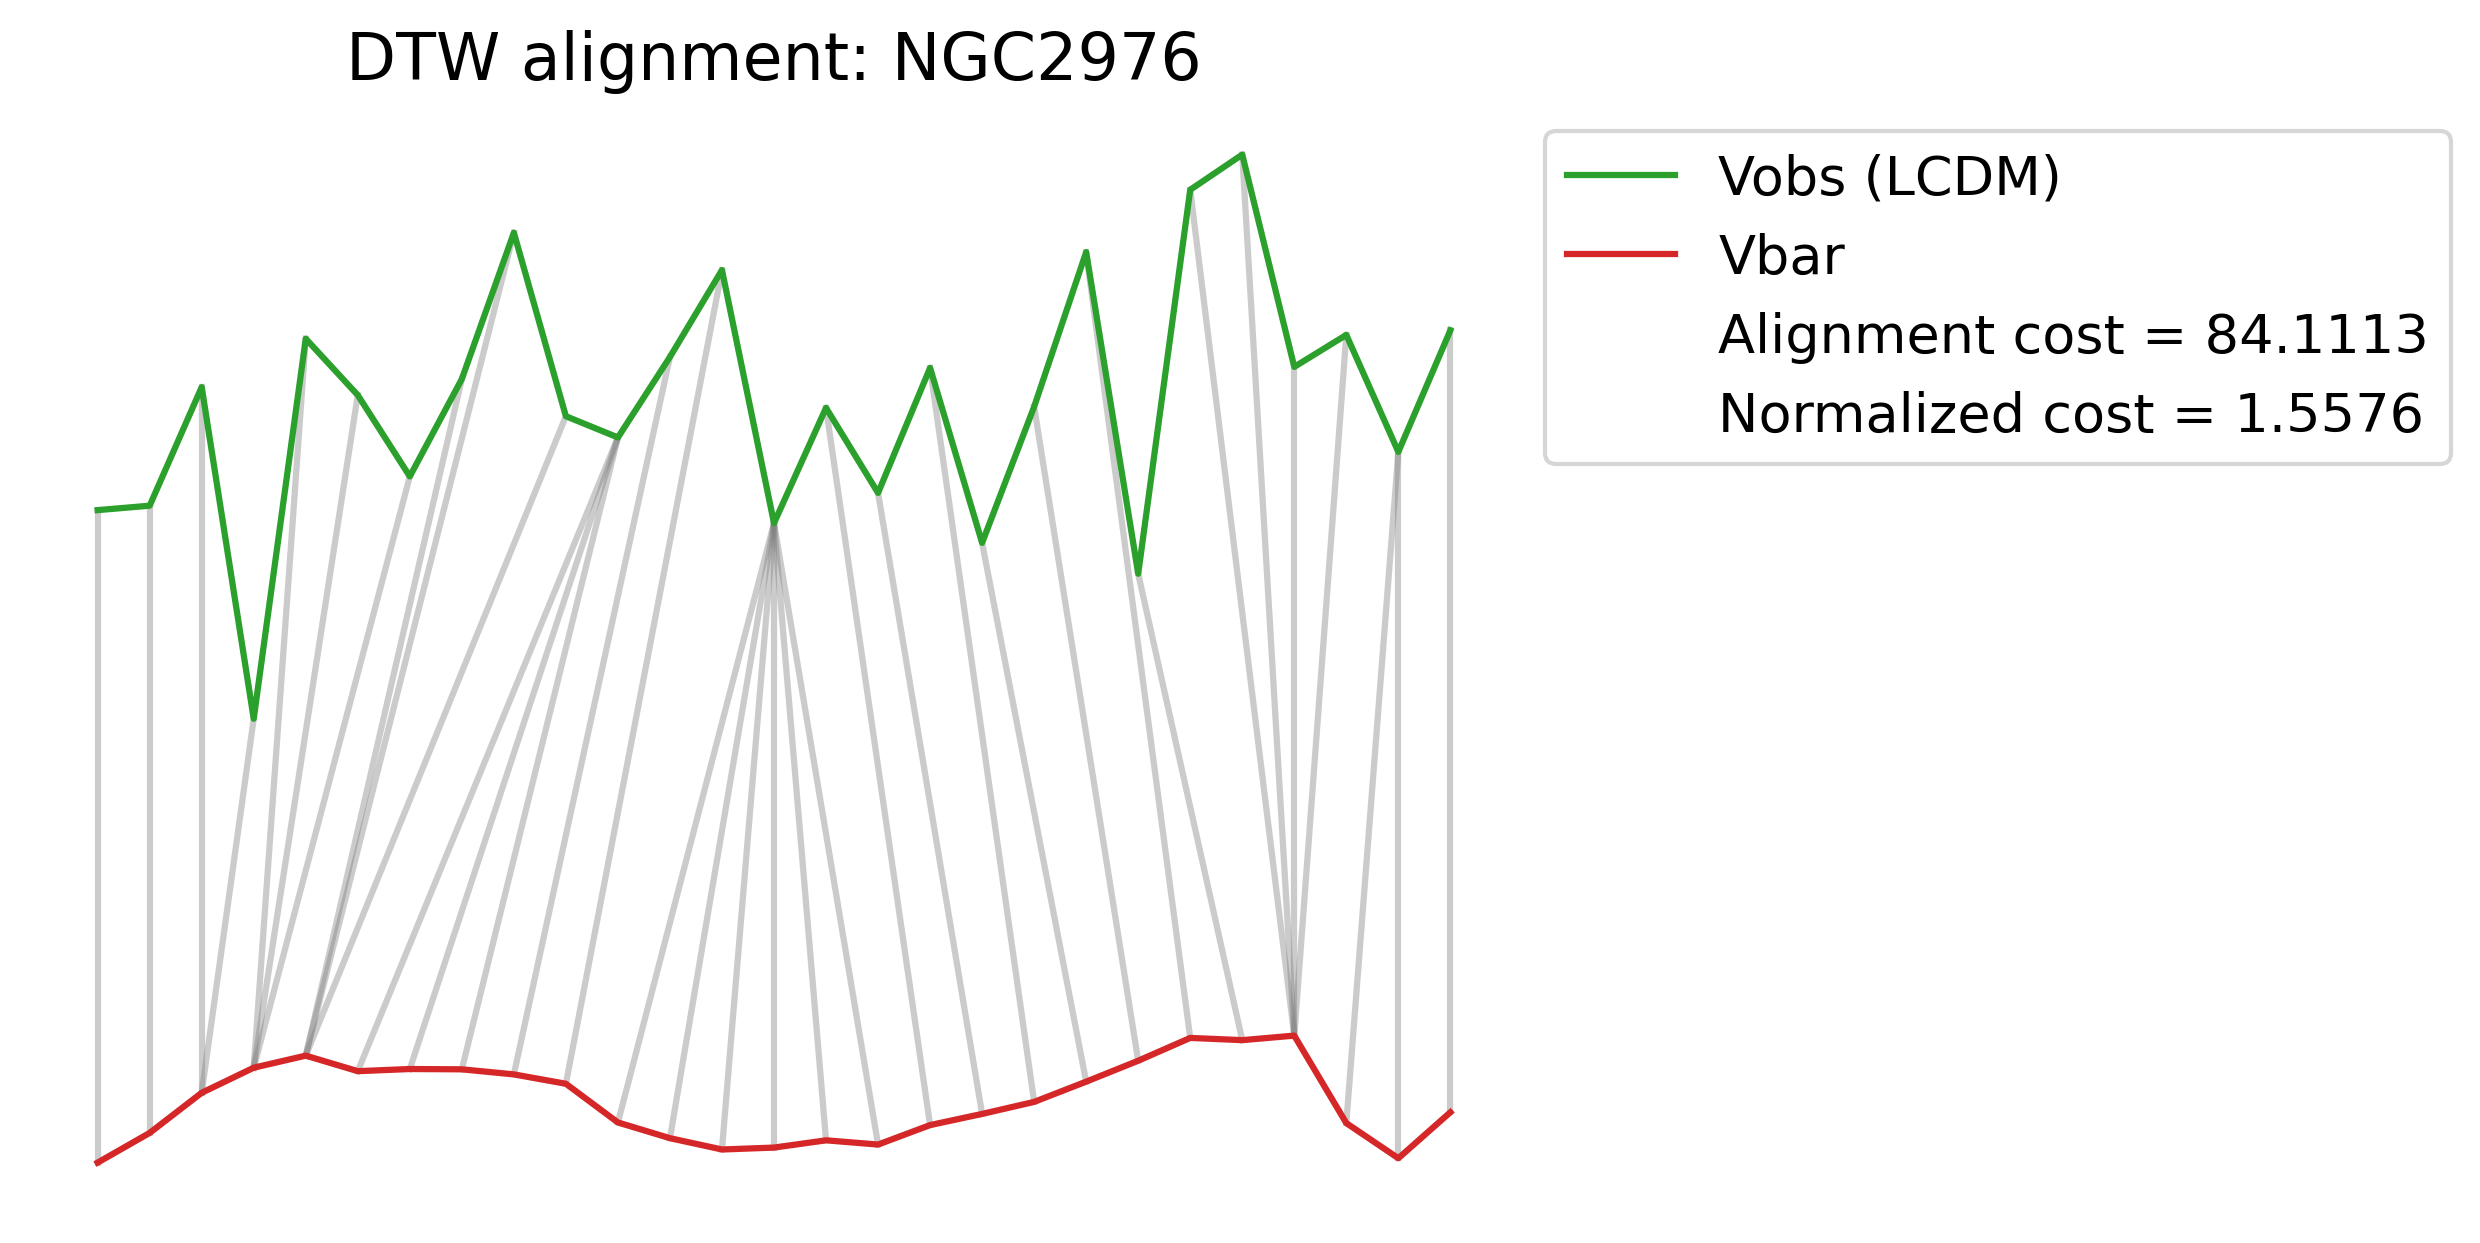 DTW alignment: NGC2976
Vobs (LCDM)
Vbar
Alignment cost = 84.1113
Normalized cost = 1.5576